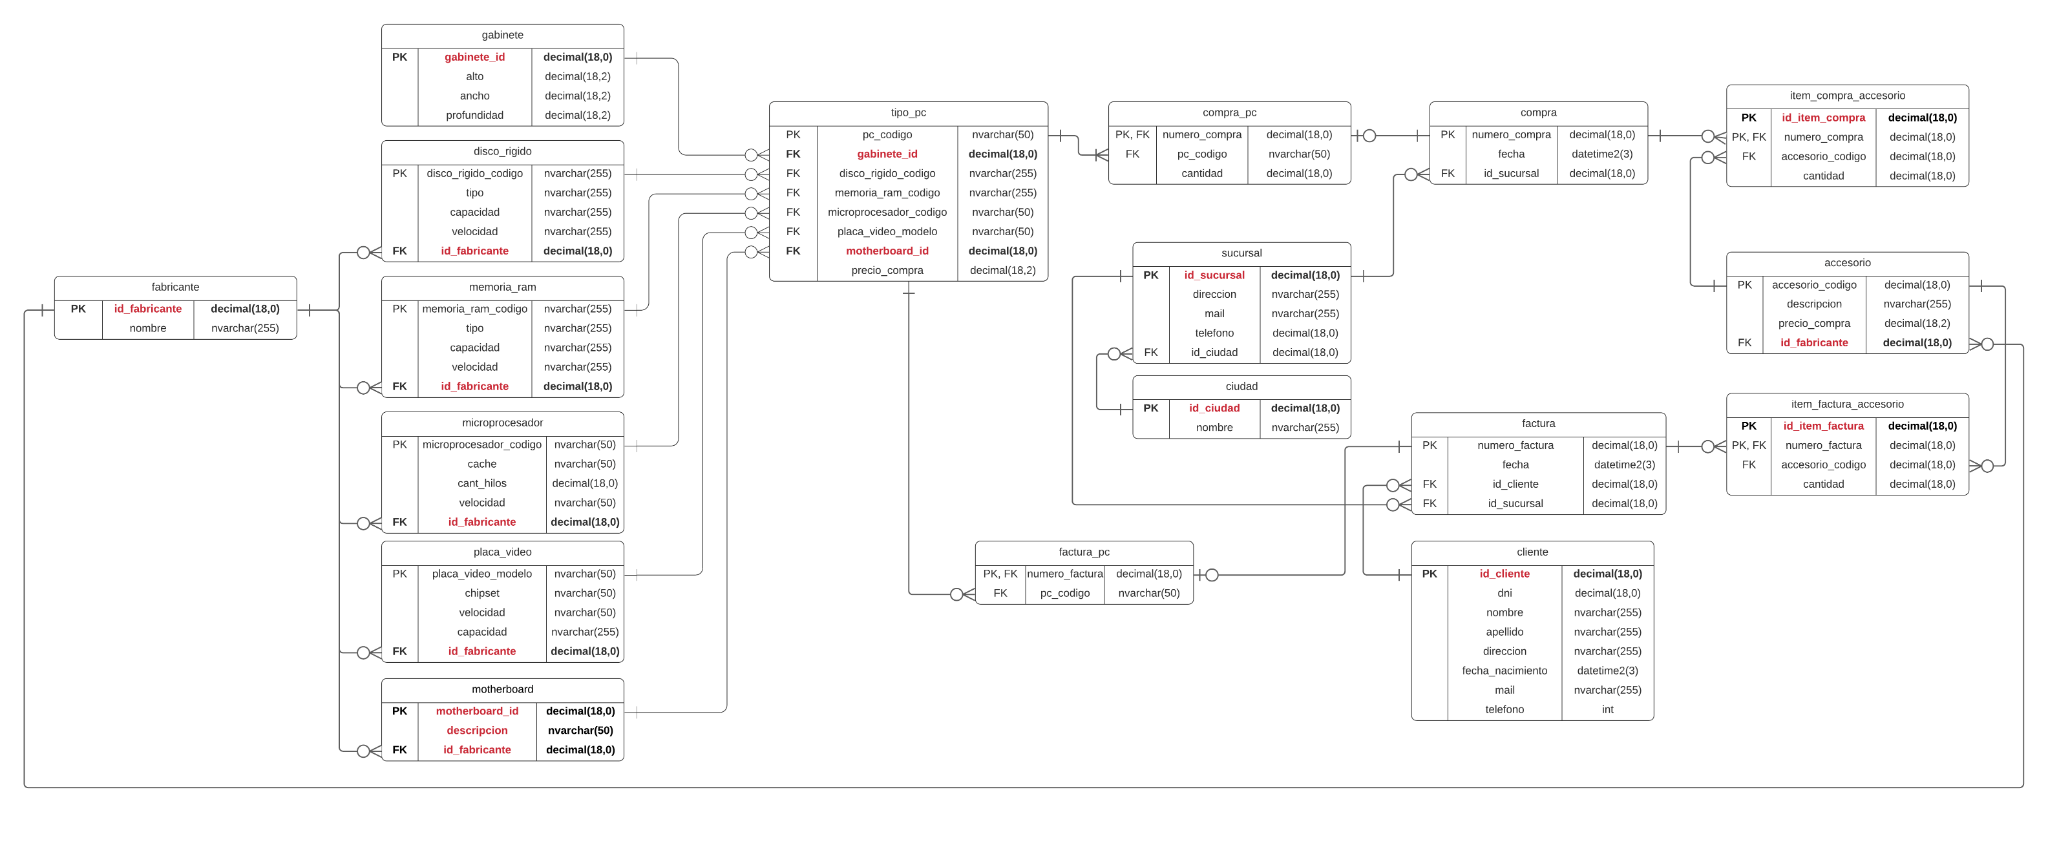 gabinete
PK gabinete_id decimal(18,0)
alto decimal(18,2)
ancho decimal(18,2)
profundidad decimal(18,2)
disco_rigido
PK disco_rigido_codigo nvarchar(255)
tipo nvarchar(255)
capacidad nvarchar(255)
velocidad nvarchar(255)
FK id_fabricante decimal(18,0)
fabricante
PK id_fabricante decimal(18,0)
nombre nvarchar(255)
memoria_ram
PK memoria_ram_codigo nvarchar(255)
tipo nvarchar(255)
capacidad nvarchar(255)
velocidad nvarchar(255)
FK id_fabricante decimal(18,0)
microprocesador
PK microprocesador_codigo nvarchar(50)
cache nvarchar(50)
cant_hilos decimal(18,0)
velocidad nvarchar(50)
FK id_fabricante decimal(18,0)
placa_video
PK placa_video_modelo nvarchar(50)
chipset nvarchar(50)
velocidad nvarchar(50)
capacidad nvarchar(255)
FK id_fabricante decimal(18,0)
motherboard
PK motherboard_id decimal(18,0)
descripcion nvarchar(50)
FK id_fabricante decimal(18,0)
tipo_pc
PK pc_codigo nvarchar(50)
FK gabinete_id decimal(18,0)
FK disco_rigido_codigo nvarchar(255)
FK memoria_ram_codigo nvarchar(255)
FK microprocesador_codigo nvarchar(50)
FK placa_video_modelo nvarchar(50)
FK motherboard_id decimal(18,0)
precio_compra decimal(18,2)
compra_pc
PK, FK numero_compra decimal(18,0)
FK pc_codigo nvarchar(50)
cantidad decimal(18,0)
compra
PK numero_compra decimal(18,0)
fecha datetime2(3)
FK id_sucursal decimal(18,0)
item_compra_accesorio
PK id_item_compra decimal(18,0)
PK, FK numero_compra decimal(18,0)
FK accesorio_codigo decimal(18,0)
cantidad decimal(18,0)
sucursal
PK id_sucursal decimal(18,0)
direccion nvarchar(255)
mail nvarchar(255)
telefono decimal(18,0)
FK id_ciudad decimal(18,0)
accesorio
PK accesorio_codigo decimal(18,0)
descripcion nvarchar(255)
precio_compra decimal(18,2)
FK id_fabricante decimal(18,0)
ciudad
PK id_ciudad decimal(18,0)
nombre nvarchar(255)
factura
PK numero_factura decimal(18,0)
fecha datetime2(3)
FK id_cliente decimal(18,0)
FK id_sucursal decimal(18,0)
item_factura_accesorio
PK id_item_factura decimal(18,0)
PK, FK numero_factura decimal(18,0)
FK accesorio_codigo decimal(18,0)
cantidad decimal(18,0)
factura_pc
PK, FK numero_factura decimal(18,0)
FK pc_codigo nvarchar(50)
cliente
PK id_cliente decimal(18,0)
dni decimal(18,0)
nombre nvarchar(255)
apellido nvarchar(255)
direccion nvarchar(255)
fecha_nacimiento datetime2(3)
mail nvarchar(255)
telefono int